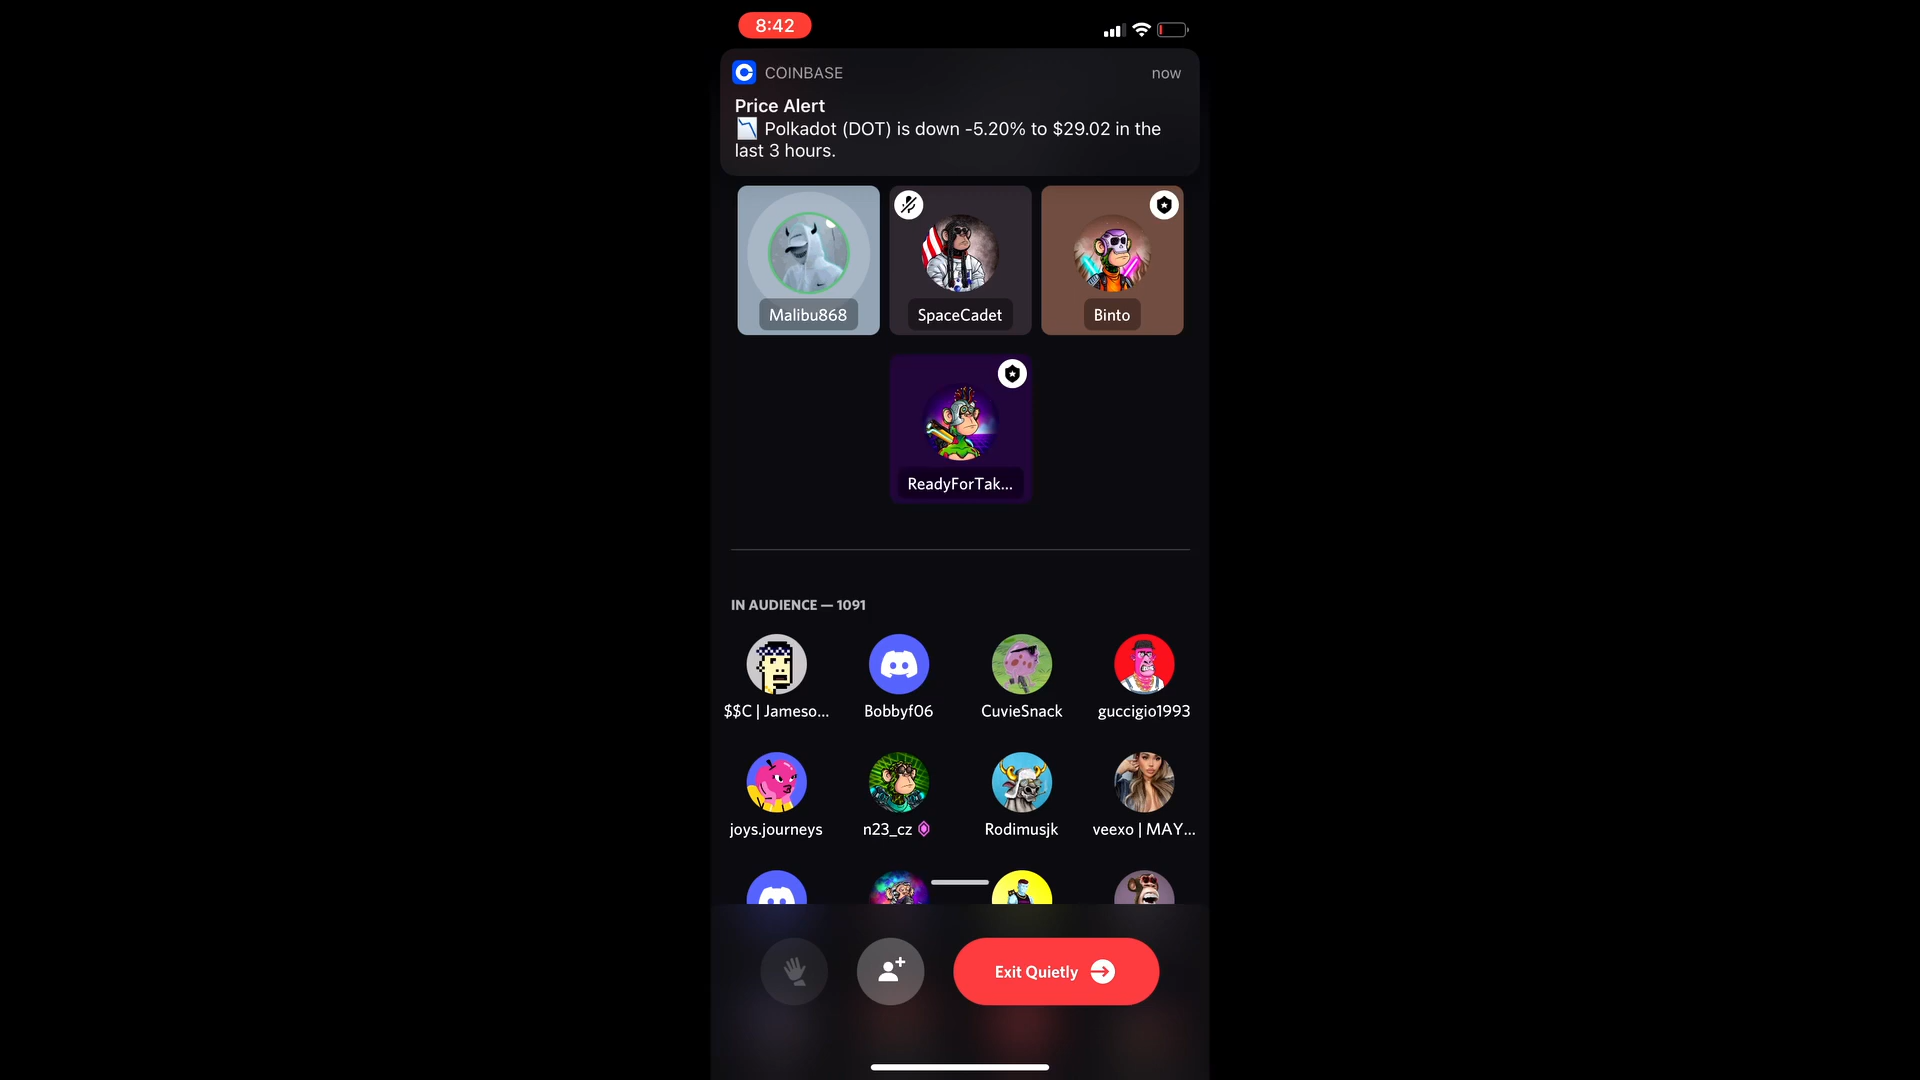 8:42
COINBASE
now
Price Alert
📉 Polkadot (DOT) is down -5.20% to $29.02 in the
last 3 hours.
Malibu868
SpaceCadet
Binto
ReadyForTak...
IN AUDIENCE — 1091
$$C | Jameso...
Bobbyf06
CuvieSnack
guccigio1993
joys.journeys
n23_cz
Rodimusjk
veexo | MAY...
Exit Quietly